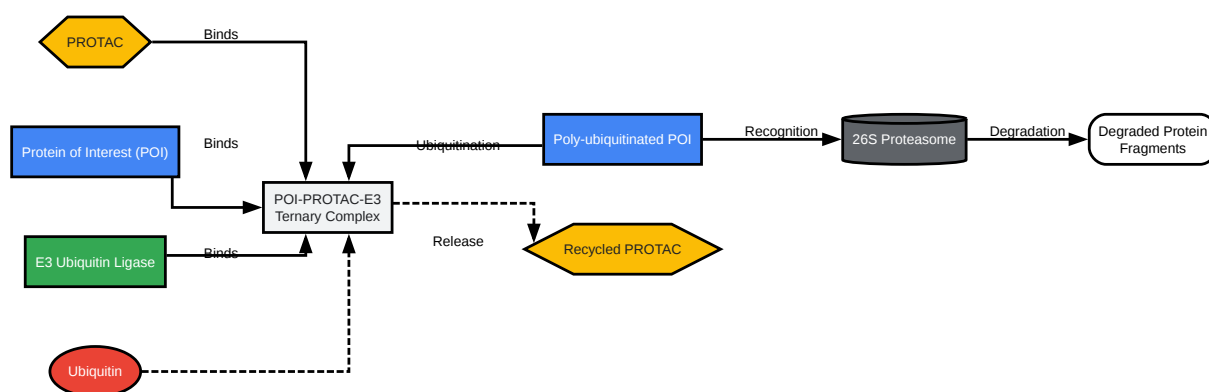 PROTAC
Binds
Protein of Interest (POI)
Binds
POI-PROTAC-E3
Ternary Complex
E3 Ubiquitin Ligase
Binds
Ubiquitin
Ubiquitination
Poly-ubiquitinated POI
Recognition
26S Proteasome
Degradation
Degraded Protein
Fragments
Release
Recycled PROTAC